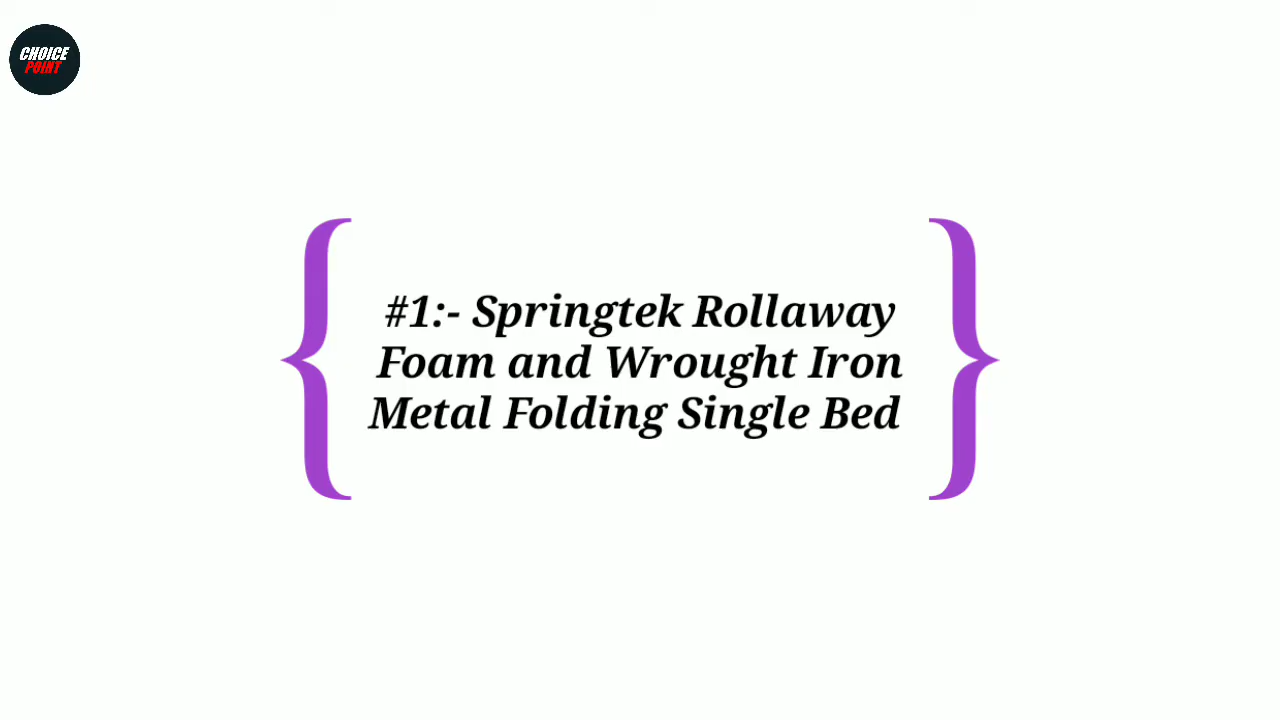 CHOICE
POINT
#1:- Springtek Rollaway
Foam and Wrought Iron
Metal Folding Single Bed